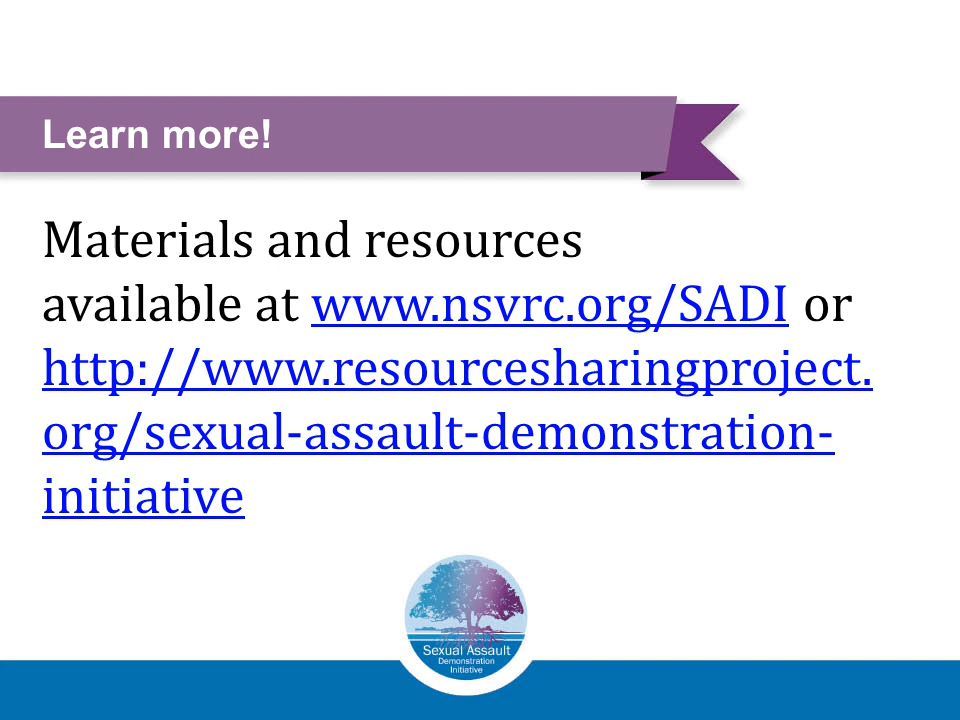 Learn more!
Materials and resources
available at www.nsvrc.org/SADI or
http://www.resourcesharingproject.
org/sexual-assault-demonstration-
initiative
Sexual Assault
Demonstration
Initiative